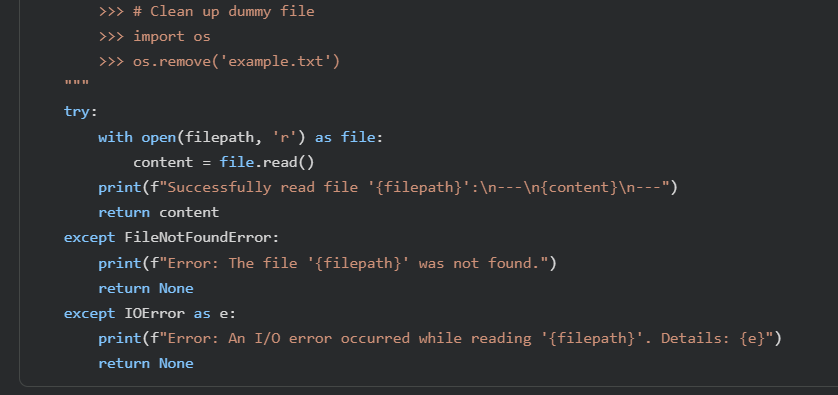 >>> # Clean up dummy file
>>> import os
>>> os.remove('example.txt')
"""
try:
with open(filepath, 'r') as file:
content = file.read()
print(f"Successfully read file '{filepath}':\n---\n{content}\n---")
return content
except FileNotFoundError:
print(f"Error: The file '{filepath}' was not found.")
return None
except IOError as e:
print(f"Error: An I/O error occurred while reading '{filepath}'. Details: {e}")
return None